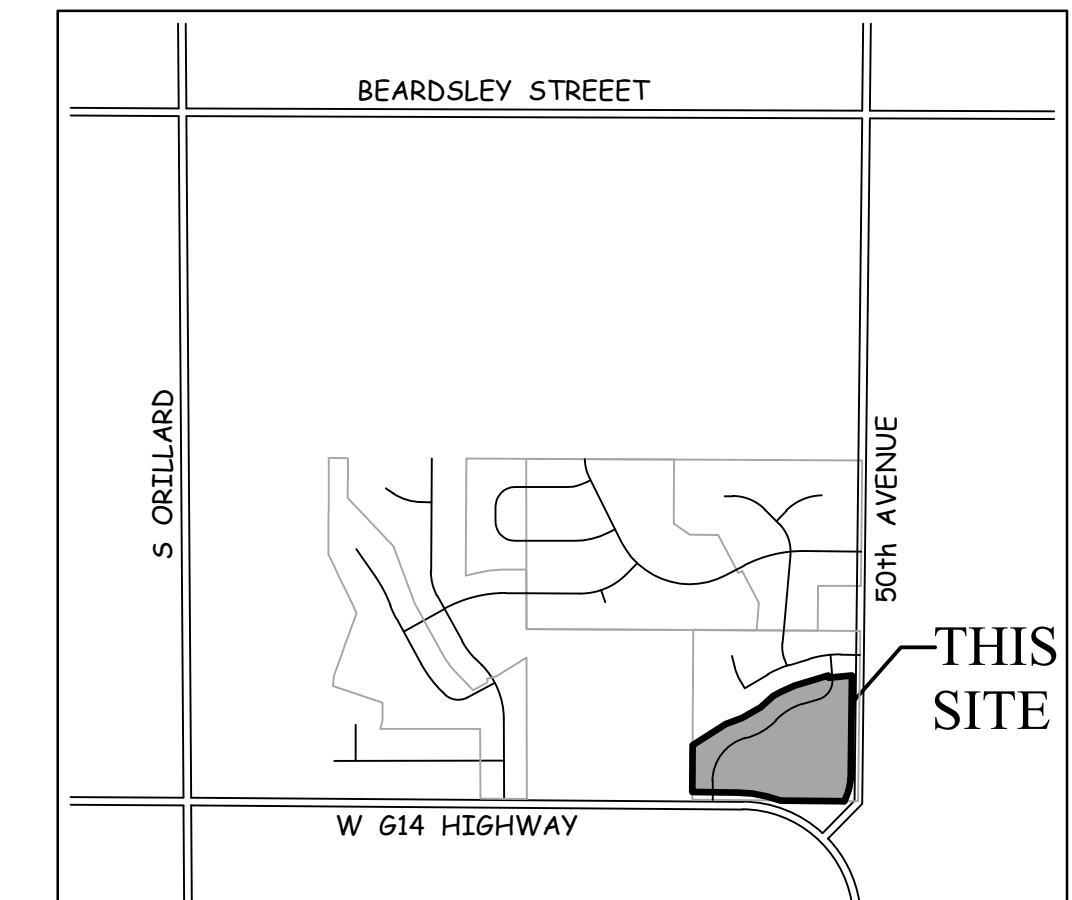 BEARDSLEY STREEET
S ORILLARD
50th AVENUE
THIS
SITE
W G14 HIGHWAY